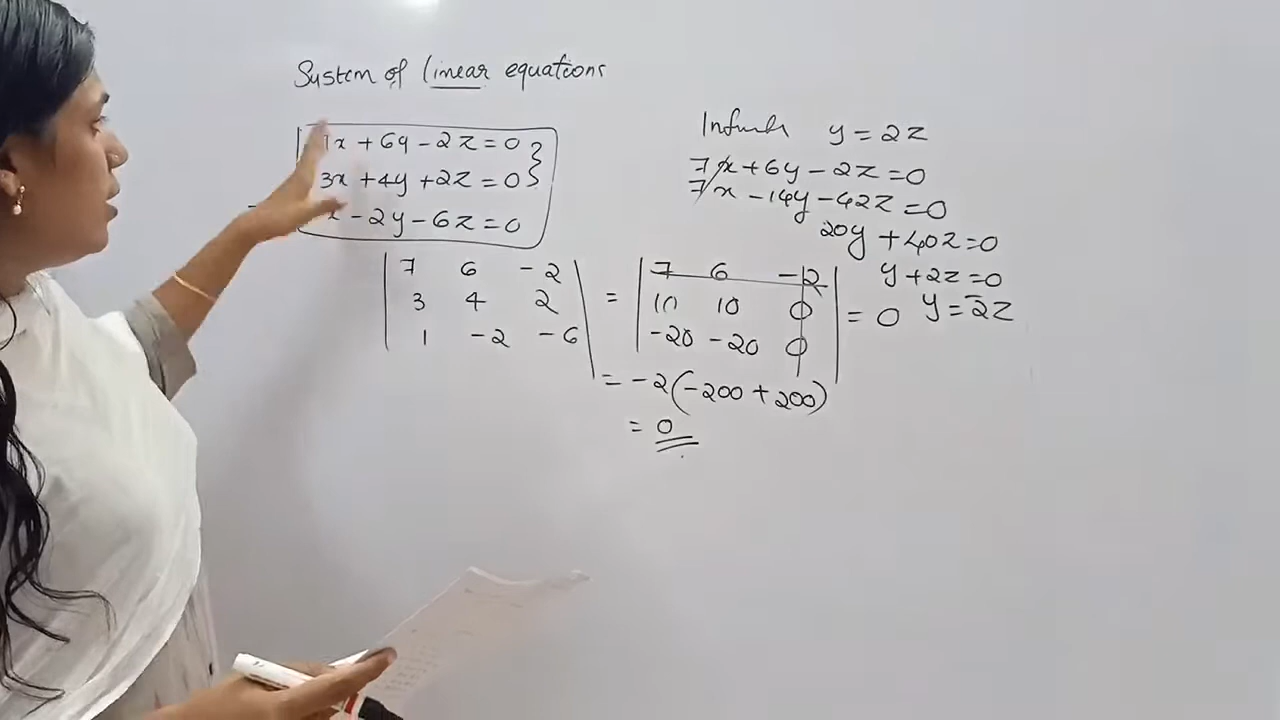 System of linear equations
7x + 6y - 2z = 0 }
3x + 4y + 2z = 0
x - 2y - 6z = 0
| 7 6 -2 |
| 3 4 2 |
| 1 -2 -6 |
= | 7 6 -2 |
| 10 10 0 |
| -20 -20 0 | = 0
= -2(-200 + 200)
= 0
y = 2z
7x + 6y - 2z = 0
7x - 14y - 42z = 0
20y + 40z = 0
y + 2z = 0
y = -2z